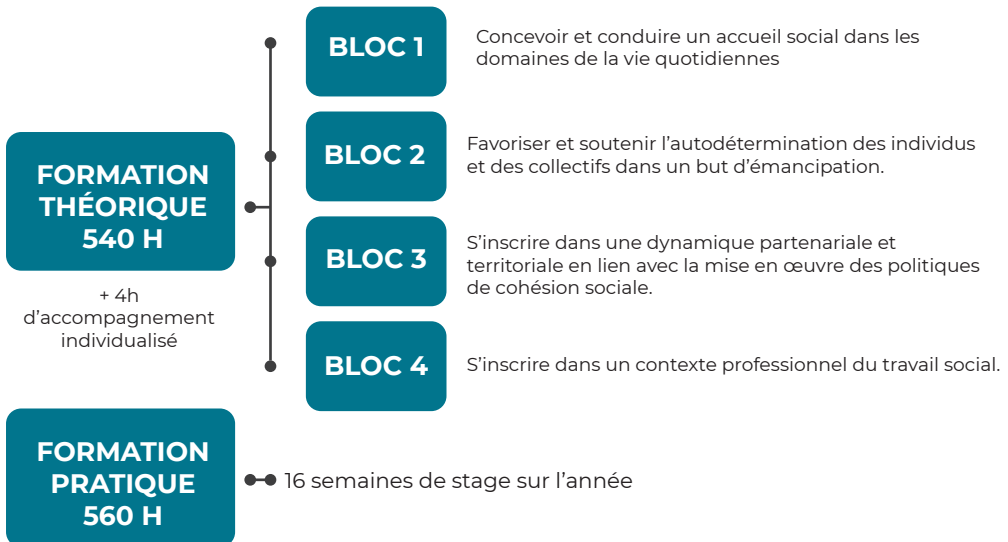 FORMATION
THÉORIQUE
540 H
+ 4h
d’accompagnement
individualisé
BLOC 1
Concevoir et conduire un accueil social dans les
domaines de la vie quotidiennes
BLOC 2
Favoriser et soutenir l’autodétermination des individus
et des collectifs dans un but d’émancipation.
BLOC 3
S’inscrire dans une dynamique partenariale et
territoriale en lien avec la mise en œuvre des politiques
de cohésion sociale.
BLOC 4
S’inscrire dans un contexte professionnel du travail social.
FORMATION
PRATIQUE
560 H
16 semaines de stage sur l’année